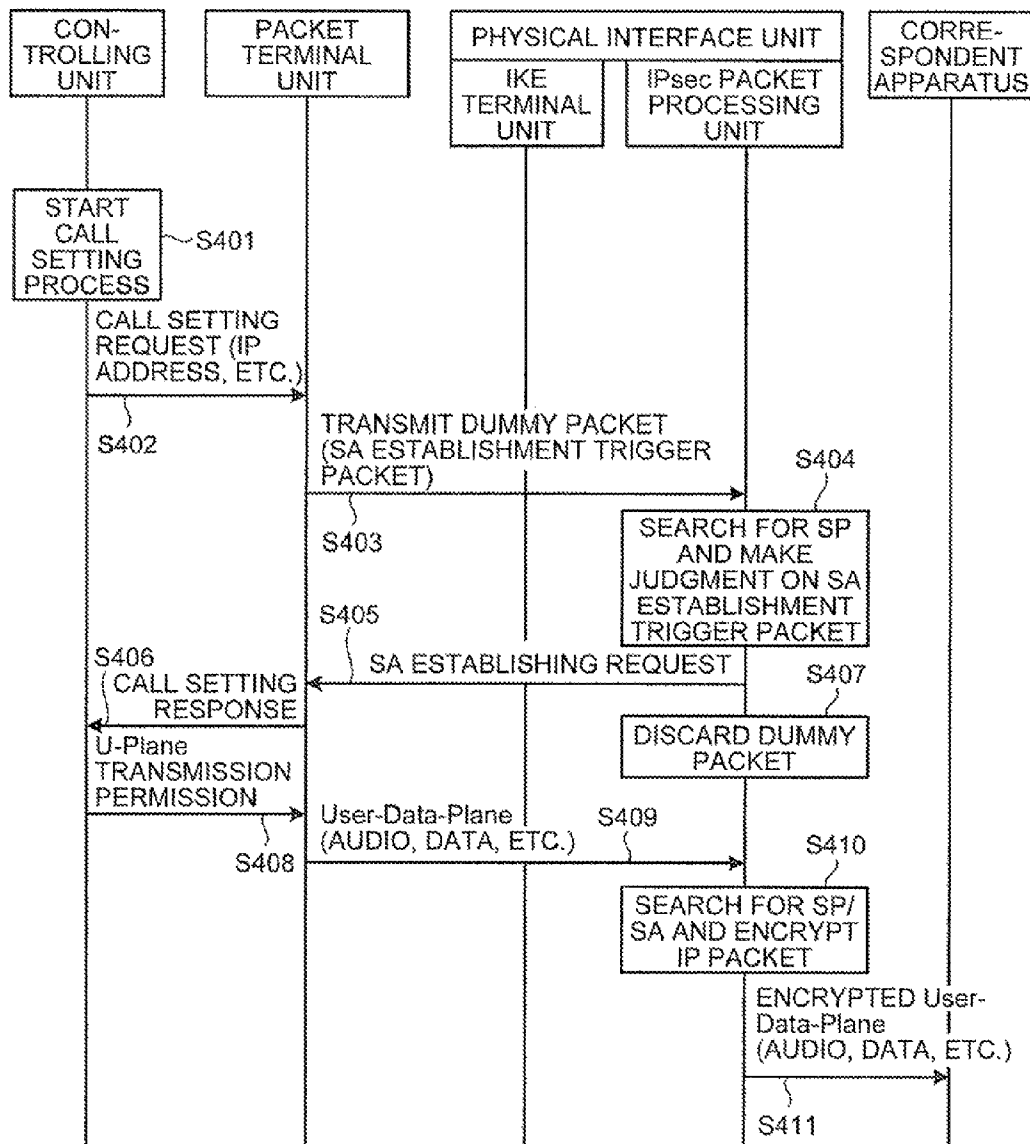 CON-
TROLLING
UNIT
PACKET
TERMINAL
UNIT
PHYSICAL INTERFACE UNIT
IKE
TERMINAL
UNIT
IPsec PACKET
PROCESSING
UNIT
CORRE-
SPONDENT
APPARATUS
START
CALL
SETTING
PROCESS
S401
CALL SETTING
REQUEST (IP
ADDRESS, ETC.)
S402
TRANSMIT DUMMY PACKET
(SA ESTABLISHMENT TRIGGER
PACKET)
S403
S404
SEARCH FOR SP
AND MAKE
JUDGMENT ON SA
ESTABLISHMENT
TRIGGER PACKET
S405
SA ESTABLISHING REQUEST
S406
CALL SETTING
RESPONSE
S407
DISCARD DUMMY
PACKET
U-Plane
TRANSMISSION
PERMISSION
S408
User-Data-Plane
(AUDIO, DATA, ETC.)
S409
S410
SEARCH FOR SP/
SA AND ENCRYPT
IP PACKET
ENCRYPTED User-
Data-Plane
(AUDIO, DATA, ETC.)
S411